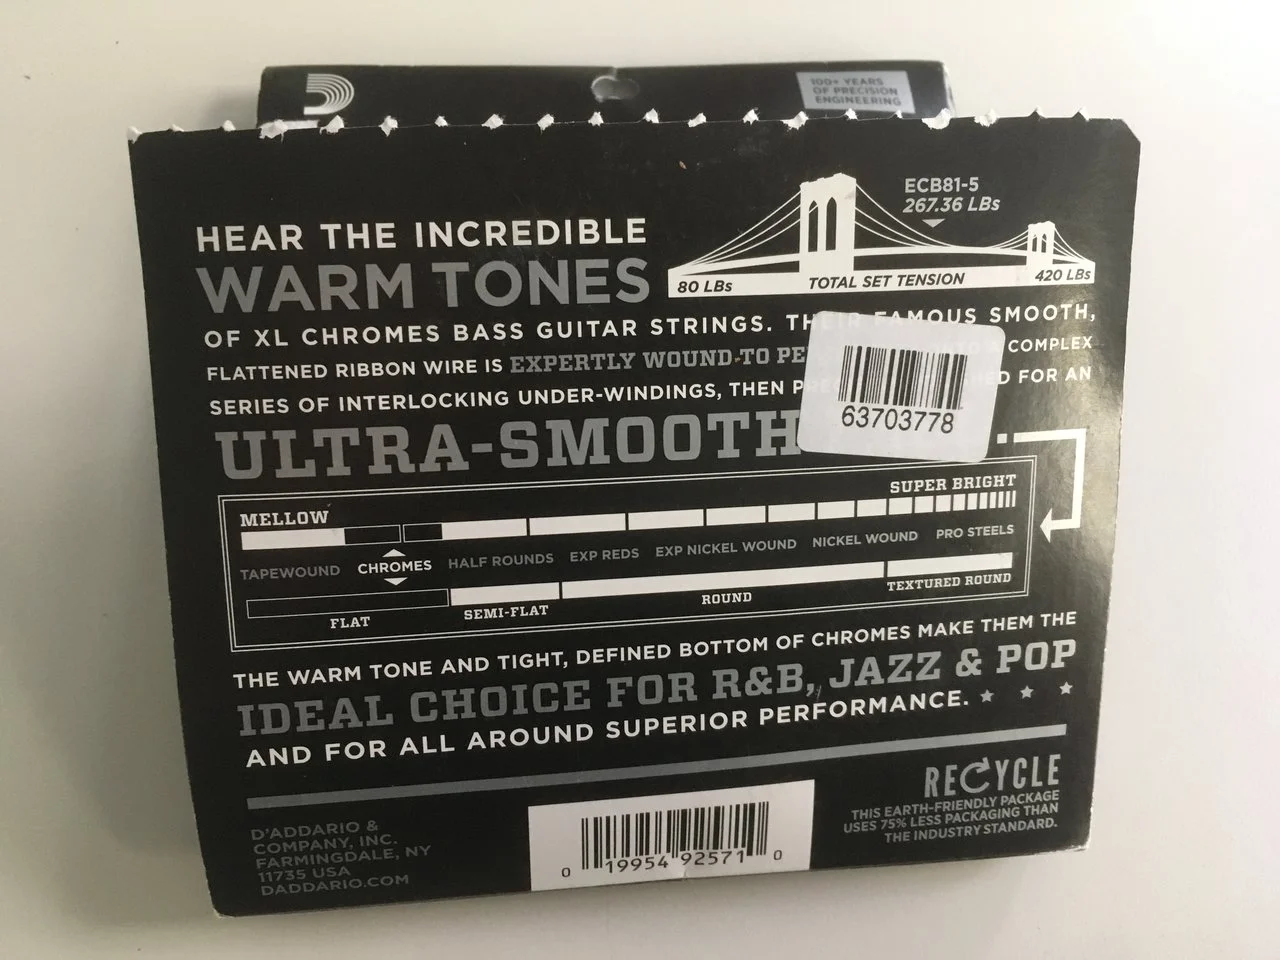 100+ YEARS
OF PRECISION
ENGINEERING
ECB81-5
267.36 LBs
80 LBs
TOTAL SET TENSION
420 LBs
HEAR THE INCREDIBLE
WARM TONES
OF XL CHROMES BASS GUITAR STRINGS. THEIR FAMOUS SMOOTH,
FLATTENED RIBBON WIRE IS EXPERTLY WOUND TO COMPLEX
SERIES OF INTERLOCKING UNDER-WINDINGS, THEN FOR AN
ULTRA-SMOOTH
63703778
MELLOW
SUPER BRIGHT
TAPEWOUND CHROMES HALF ROUNDS EXP REDS EXP NICKEL WOUND NICKEL WOUND PRO STEELS
FLAT SEMI-FLAT ROUND TEXTURED ROUND
THE WARM TONE AND TIGHT, DEFINED BOTTOM OF CHROMES MAKE THEM THE
IDEAL CHOICE FOR R&B, JAZZ & POP
AND FOR ALL AROUND SUPERIOR PERFORMANCE.
D'ADDARIO &
COMPANY, INC.
FARMINGDALE, NY
11735 USA
DADDARIO.COM
0 19954 92571 0
RECYCLE
THIS EARTH-FRIENDLY PACKAGE
USES 75% LESS PACKAGING THAN
THE INDUSTRY STANDARD.